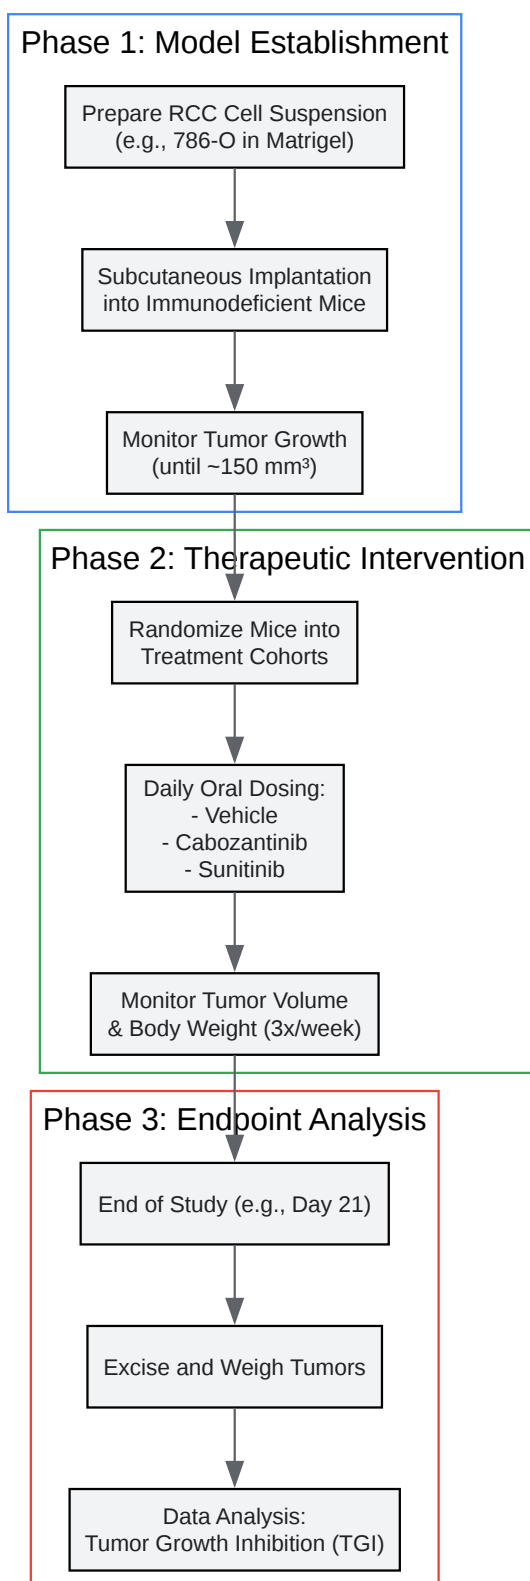 Phase 1: Model Establishment
Prepare RCC Cell Suspension
(e.g., 786-O in Matrigel)
Subcutaneous Implantation
into Immunodeficient Mice
Monitor Tumor Growth
(until ~150 mm³)
Phase 2: Therapeutic Intervention
Randomize Mice into
Treatment Cohorts
Daily Oral Dosing:
- Vehicle
- Cabozantinib
- Sunitinib
Monitor Tumor Volume
& Body Weight (3x/week)
Phase 3: Endpoint Analysis
End of Study (e.g., Day 21)
Excise and Weigh Tumors
Data Analysis:
Tumor Growth Inhibition (TGI)